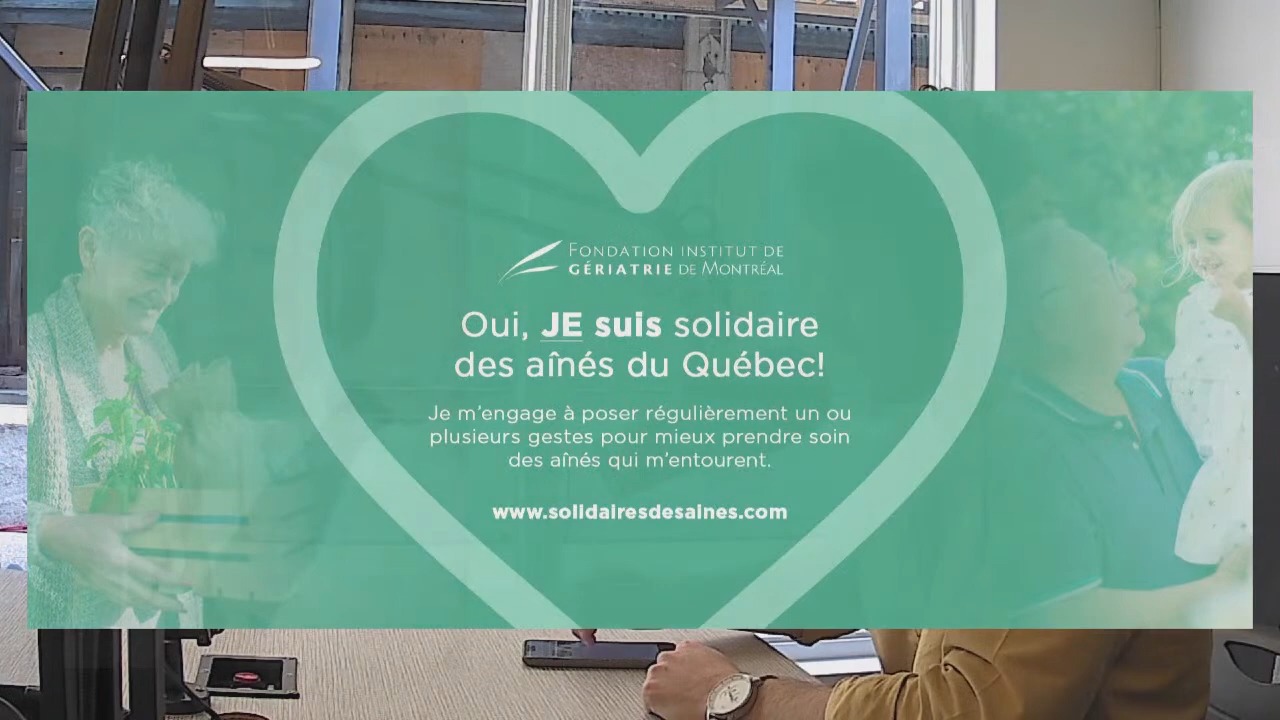 FONDATION INSTITUT DE
GÉRIATRIE DE MONTRÉAL
Oui, JE suis solidaire
des aînés du Québec!
Je m'engage à poser régulièrement un ou
plusieurs gestes pour mieux prendre soin
des aînés qui m'entourent.
www.solidairesdesaines.com